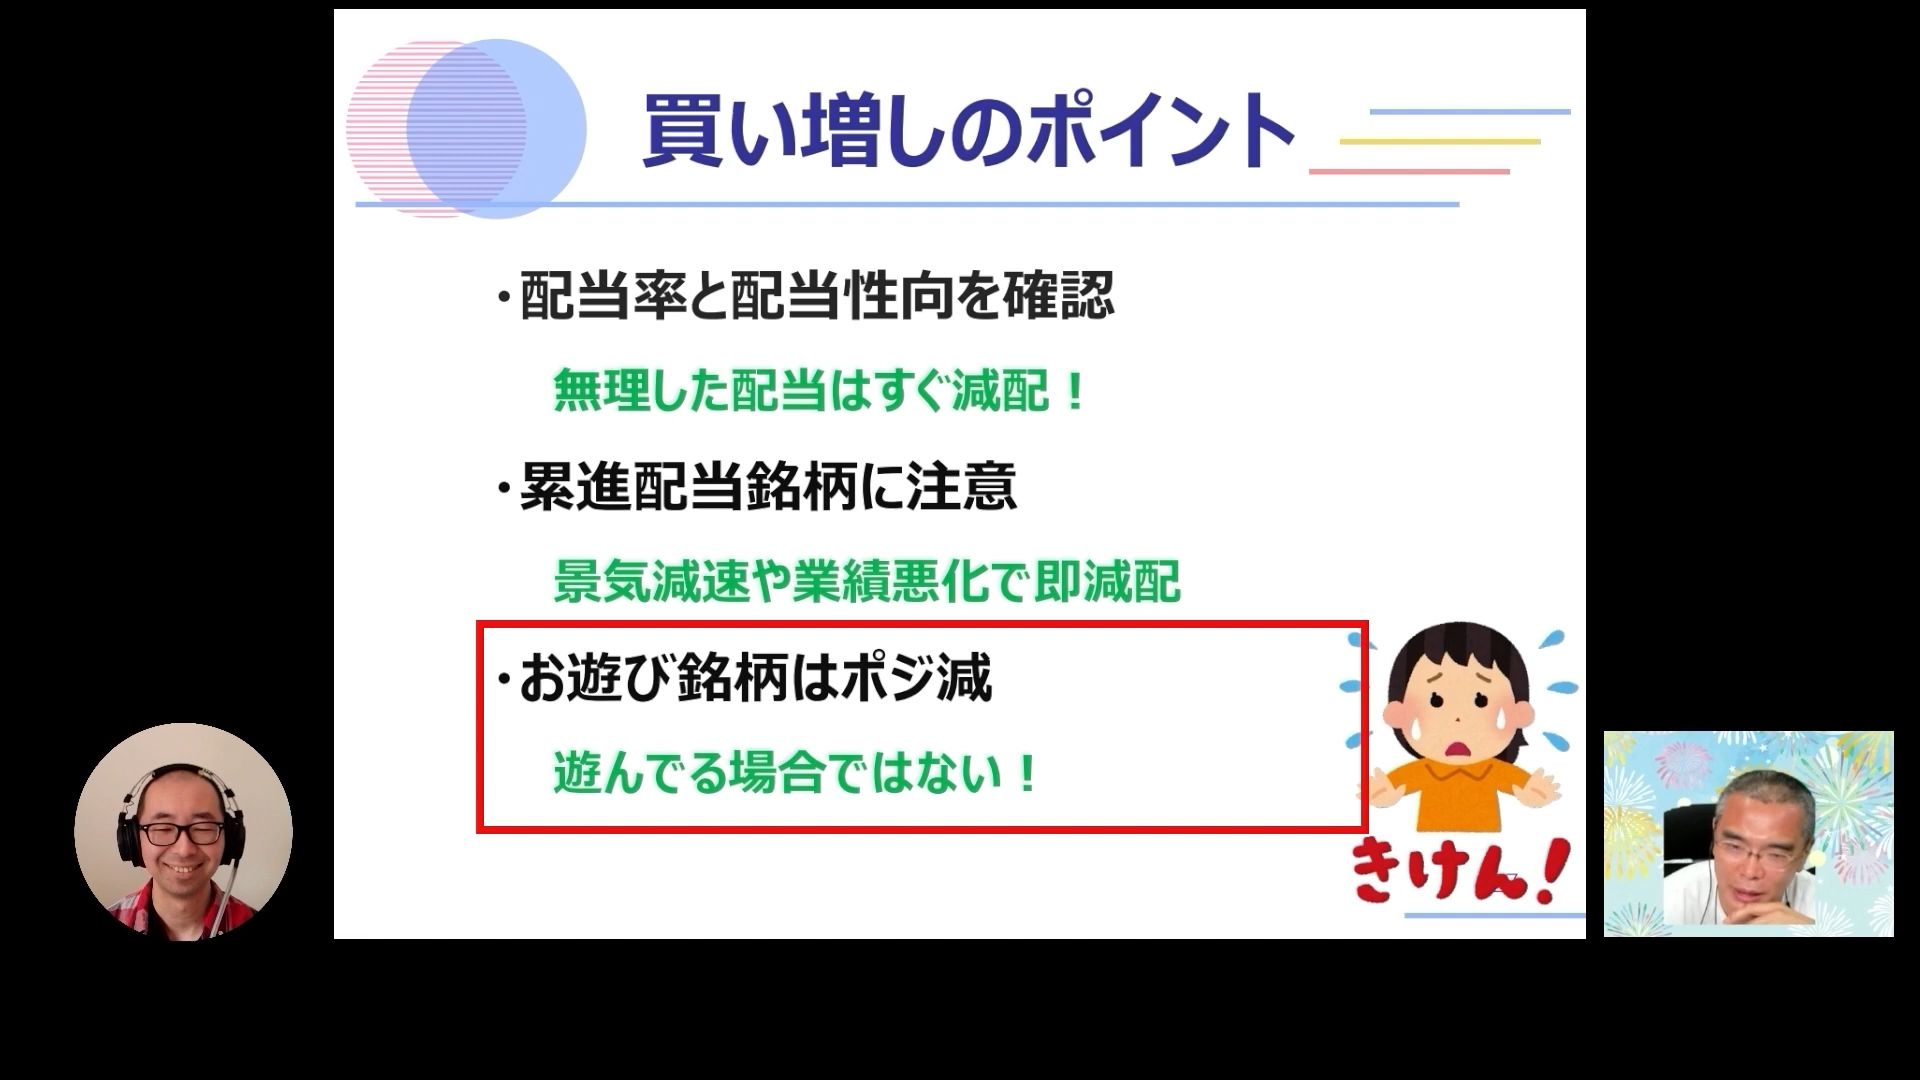 買い増しのポイント
・配当率と配当性向を確認
無理した配当はすぐ減配！
・累進配当銘柄に注意
景気減速や業績悪化で即減配
・お遊び銘柄はポジ減
遊んでる場合ではない！
きけん！